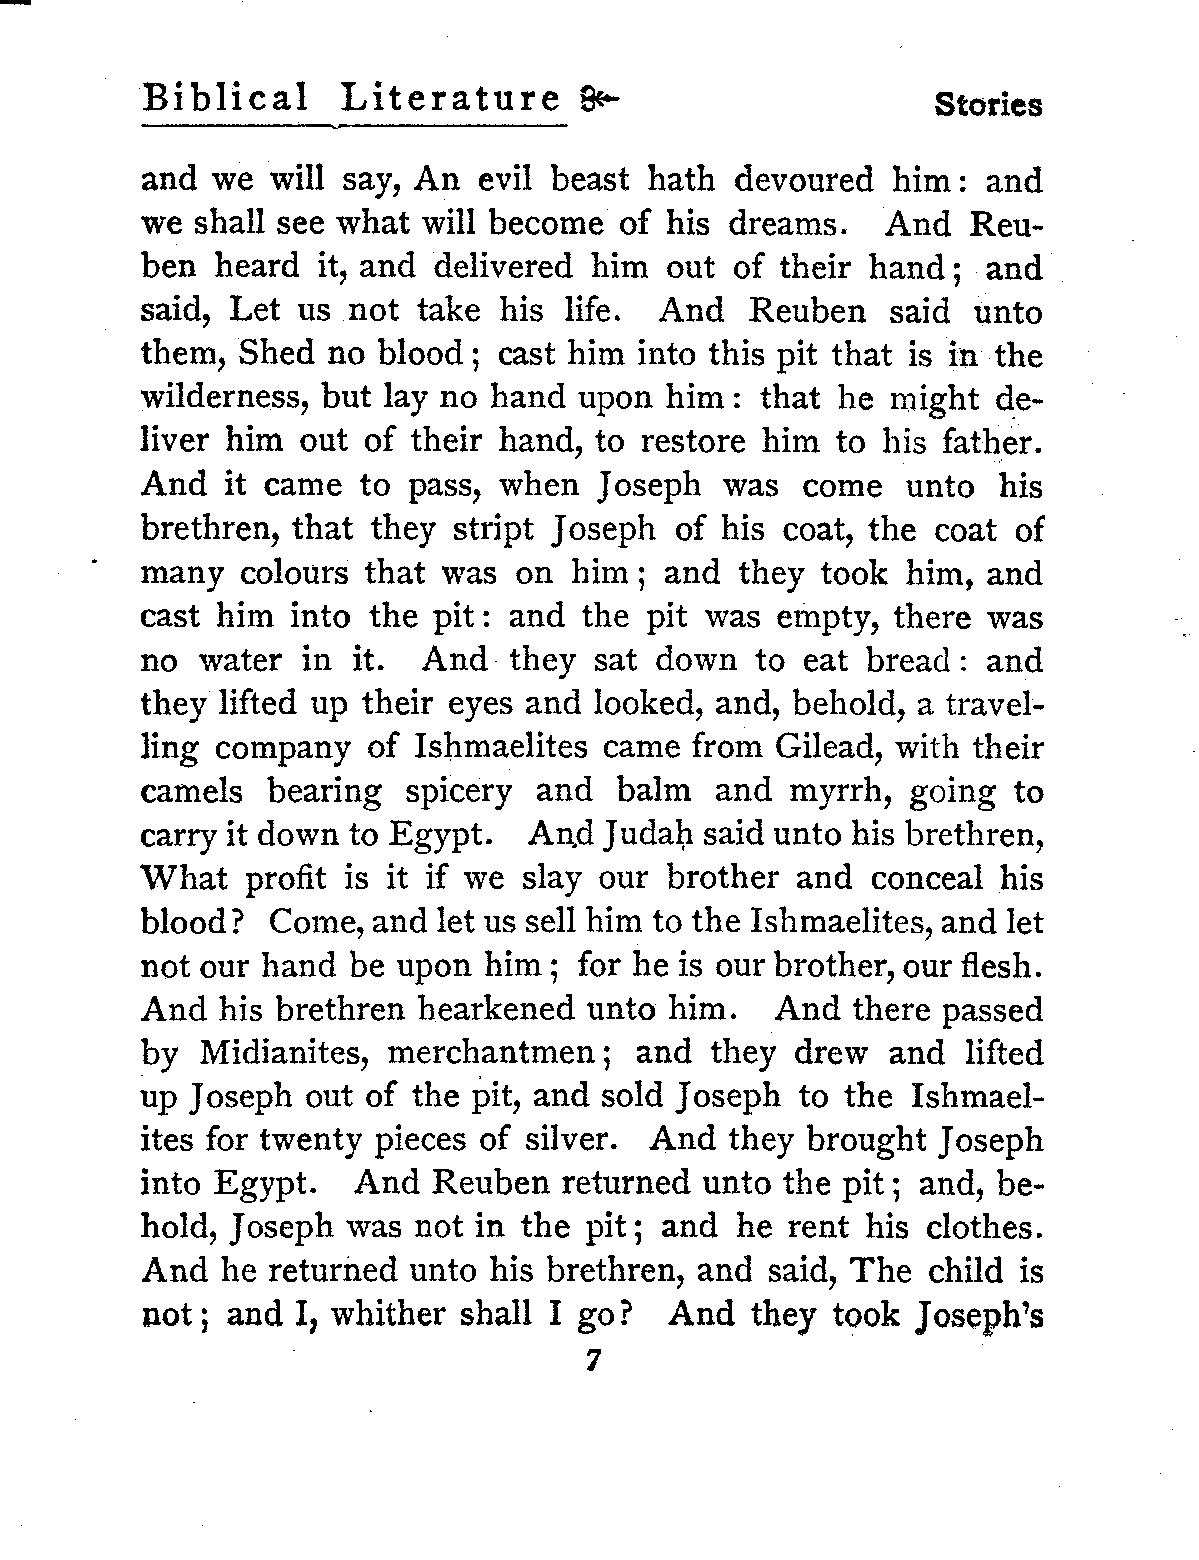 Biblical Literature Stories
and we will say, An evil beast hath devoured him: and
we shall see what will become of his dreams. And Reu-
ben heard it, and delivered him out of their hand; and
said, Let us not take his life. And Reuben said unto
them, Shed no blood; cast him into this pit that is in the
wilderness, but lay no hand upon him: that he might de-
liver him out of their hand, to restore him to his father.
And it came to pass, when Joseph was come unto his
brethren, that they stript Joseph of his coat, the coat of
many colours that was on him; and they took him, and
cast him into the pit: and the pit was empty, there was
no water in it. And they sat down to eat bread: and
they lifted up their eyes and looked, and, behold, a travel-
ling company of Ishmaelites came from Gilead, with their
camels bearing spicery and balm and myrrh, going to
carry it down to Egypt. And Judah said unto his brethren,
What profit is it if we slay our brother and conceal his
blood? Come, and let us sell him to the Ishmaelites, and let
not our hand be upon him; for he is our brother, our flesh.
And his brethren hearkened unto him. And there passed
by Midianites, merchantmen; and they drew and lifted
up Joseph out of the pit, and sold Joseph to the Ishmael-
ites for twenty pieces of silver. And they brought Joseph
into Egypt. And Reuben returned unto the pit; and, be-
hold, Joseph was not in the pit; and he rent his clothes.
And he returned unto his brethren, and said, The child is
not; and I, whither shall I go? And they took Joseph's
7